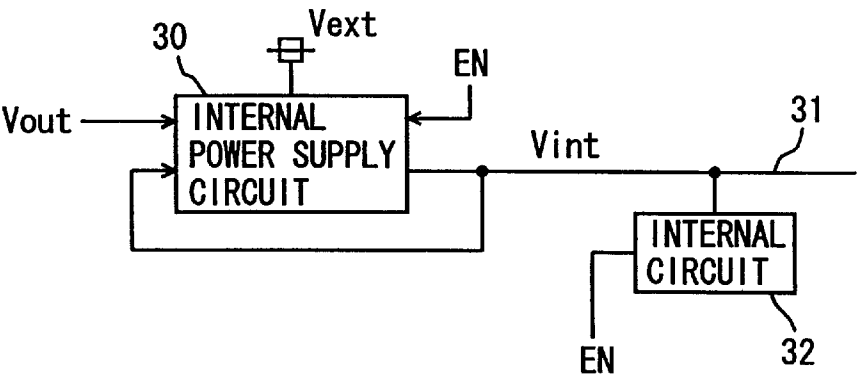 30
Vext
EN
Vout
INTERNAL
POWER SUPPLY
CIRCUIT
Vint
31
INTERNAL
CIRCUIT
EN
32